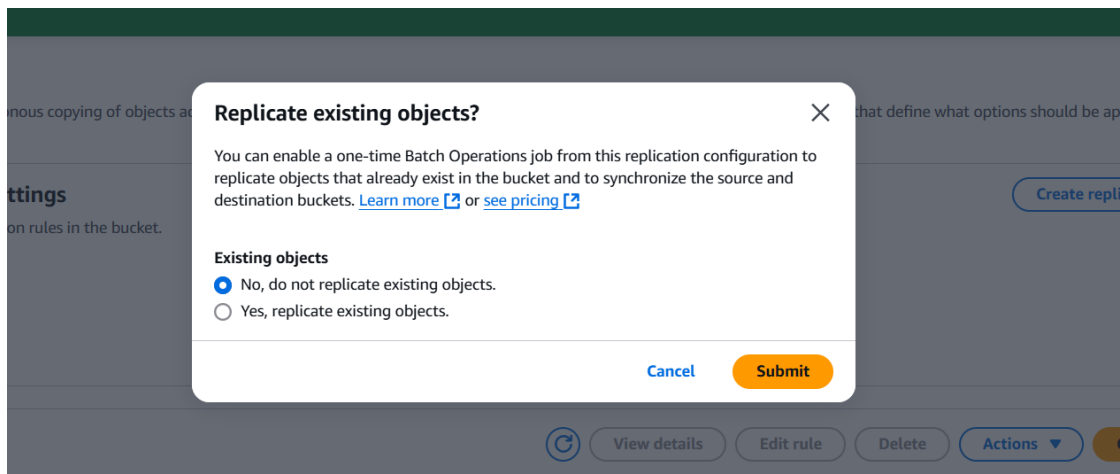 Replicate existing objects?
nous copying of objects ac
that define what options should be ap
You can enable a one-time Batch Operations job from this replication configuration to
replicate objects that already exist in the bucket and to synchronize the source and
destination buckets. Learn more or see pricing
ttings
Create repli
on rules in the bucket.
Existing objects
No, do not replicate existing objects.
Yes, replicate existing objects.
Cancel
Submit
View details
Edit rule
Delete
Actions